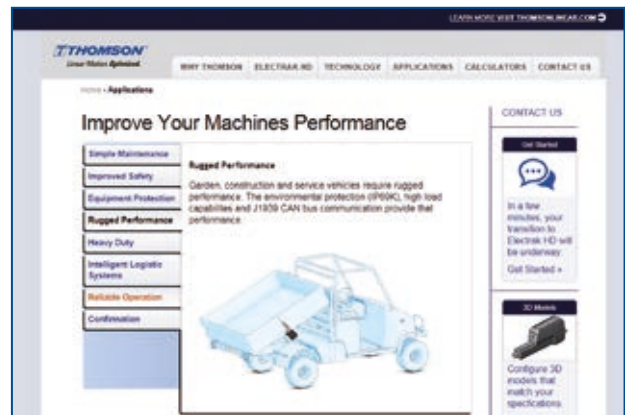 LEARN MORE VISIT THOMSONLINEAR.COM
THOMSON
Linear Motion. Optimized.
WHY THOMSON ELECTRAK HD TECHNOLOGY APPLICATIONS CALCULATORS CONTACT US
Home › Applications
Improve Your Machines Performance
CONTACT US
Simple Maintenance
Improved Safety
Equipment Protection
Rugged Performance
Heavy Duty
Intelligent Logistic
Systems
Reliable Operation
Confirmation
Rugged Performance
Garden, construction and service vehicles require rugged
performance. The environmental protection (IP69K), high load
capabilities and J1939 CAN bus communication provide that
performance.
Get Started
In a few
minutes, your
transition to
Electrak HD will
be underway.
Get Started »
3D Models
Configure 3D
models that
match your
specifications